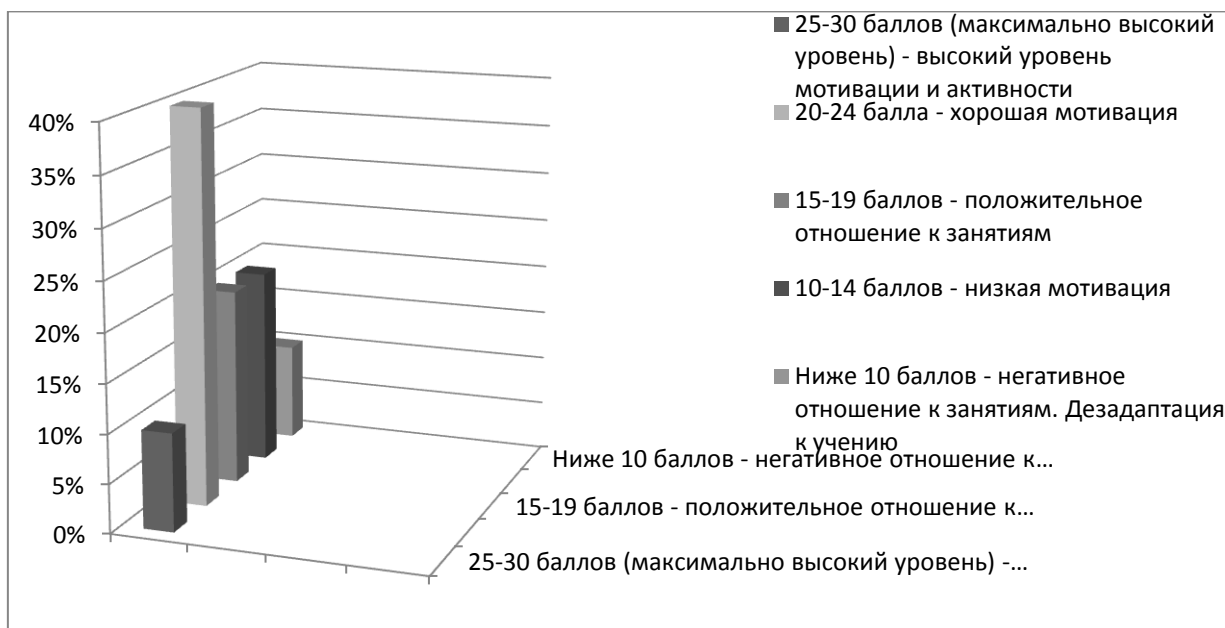 40%
35%
30%
25%
20%
15%
10%
5%
0%
25-30 баллов (максимально высокий
уровень) - высокий уровень
мотивации и активности
20-24 балла - хорошая мотивация
15-19 баллов - положительное
отношение к занятиям
10-14 баллов - низкая мотивация
Ниже 10 баллов - негативное
отношение к занятиям. Дезадаптация
к учению
Ниже 10 баллов - негативное отношение к…
15-19 баллов - положительное отношение к…
25-30 баллов (максимально высокий уровень) -…